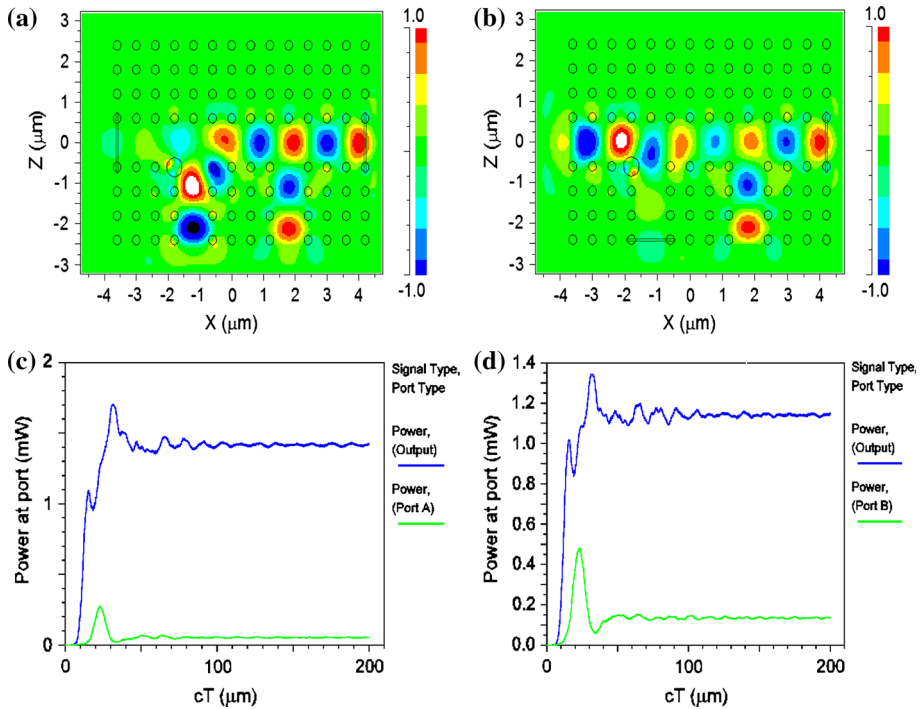 (a)
3
2
1
0
-1
-2
-3
Z (μm)
-4 -3 -2 -1 0 1 2 3 4
X (μm)
1.0
-1.0
(b)
3
2
1
0
-1
-2
-3
Z (μm)
-4 -3 -2 -1 0 1 2 3 4
X (μm)
1.0
-1.0
(c)
2
1
0
Power at port (mW)
0 100 200
cT (μm)
Signal Type,
Port Type
Power,
(Output)
Power,
(Port A)
(d)
1.4
1.2
1.0
0.8
0.6
0.4
0.2
0.0
Power at port (mW)
0 100 200
cT (μm)
Signal Type,
Port Type
Power,
(Output)
Power,
(Port B)